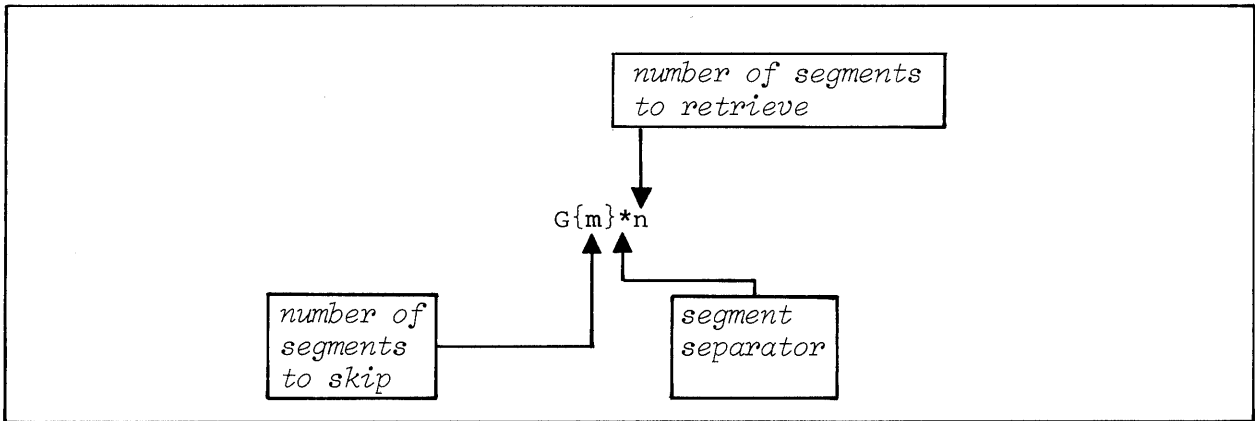 number of segments
to retrieve
G{m}*n
number of
segments
to skip
segment
separator